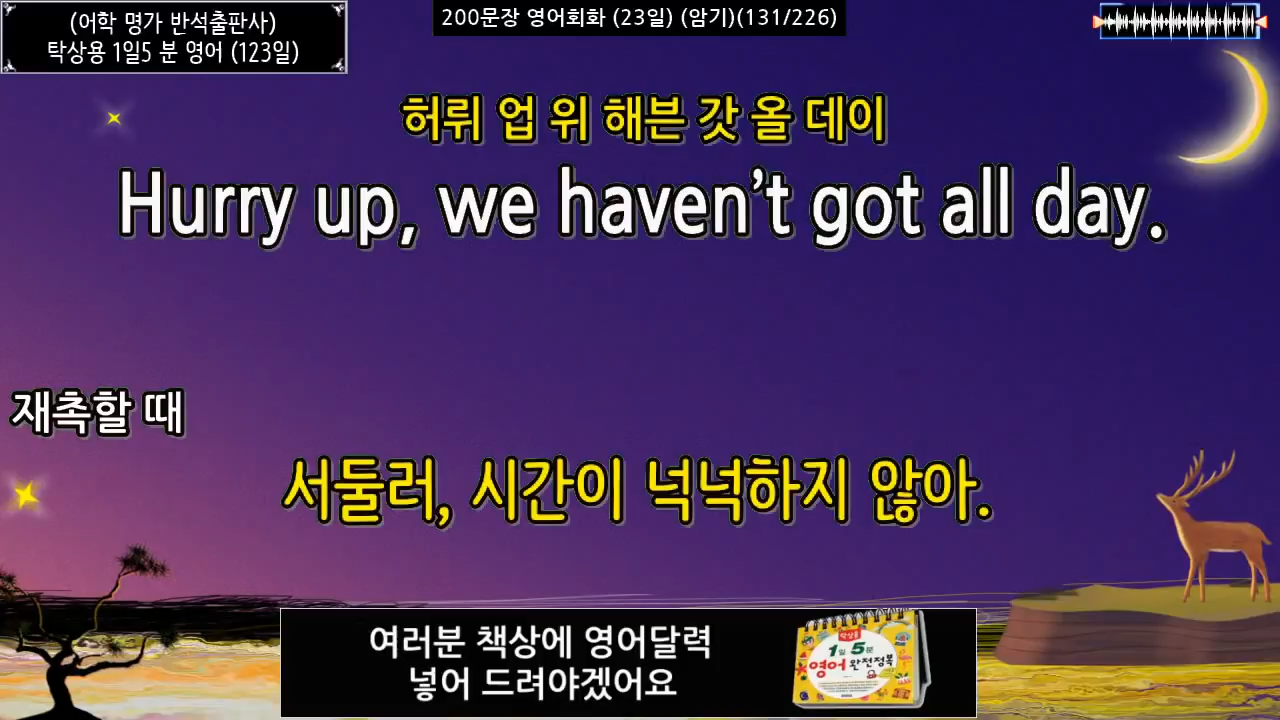 (어학 명가 반석출판사)
탁상용 1일5 분 영어 (123일)
200문장 영어회화 (23일) (암기)(131/226)
허뤼 업 위 해븐 갓 올 데이
Hurry up, we haven’t got all day.
재촉할 때
서둘러, 시간이 넉넉하지 않아.
여러분 책상에 영어달력
넣어 드려야겠어요
탁상용
1일 5분
영어 완전정복